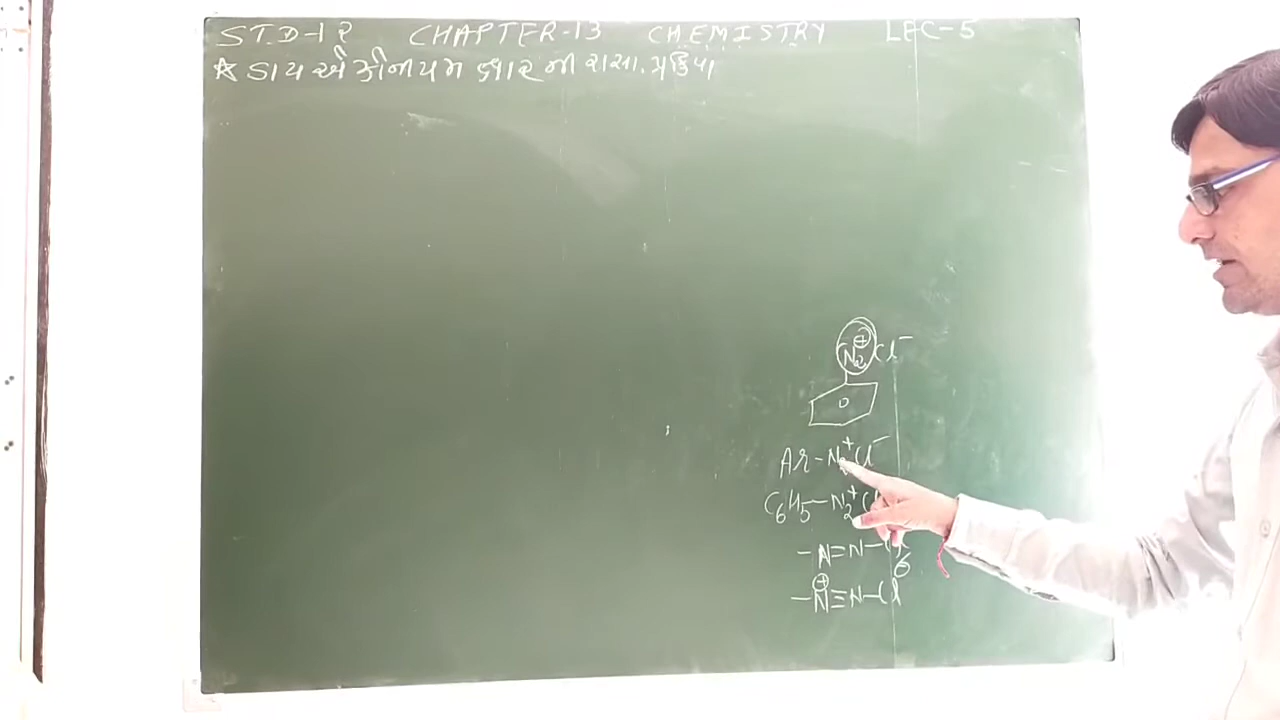 STD-12 CHAPTER-13 CHEMISTRY LEC-5
* ડાયએઝોનીયમ ક્ષારની રાસા. પ્રક્રિયા
N₂⊕ Cl⁻
Ar-N₂⁺Cl⁻
C₆H₅-N₂⁺Cl
-N=N-Cl
-N⊕≡N-Cl⊖